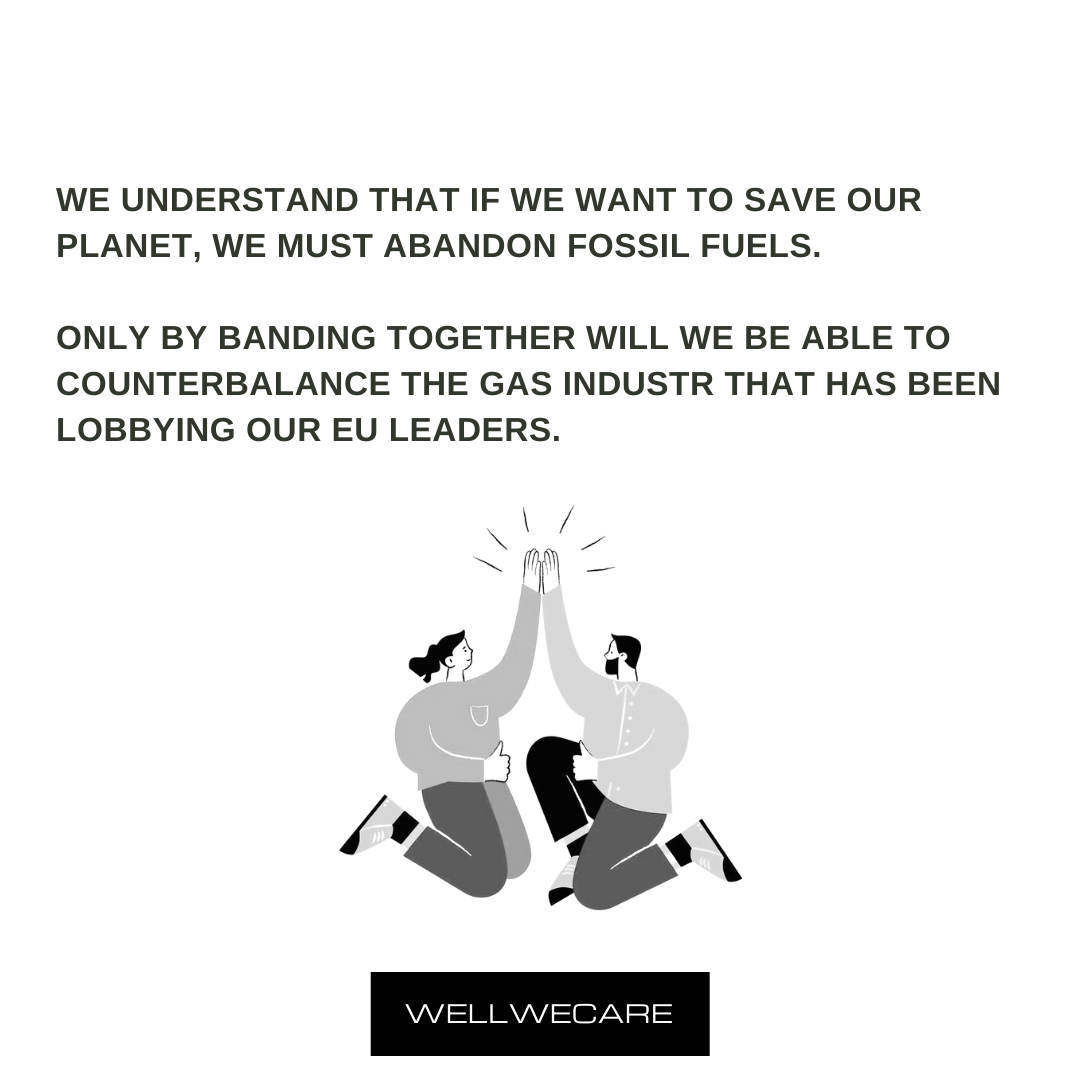 WE UNDERSTAND THAT IF WE WANT TO SAVE OUR
PLANET, WE MUST ABANDON FOSSIL FUELS.
ONLY BY BANDING TOGETHER WILL WE BE ABLE TO
COUNTERBALANCE THE GAS INDUSTR THAT HAS BEEN
LOBBYING OUR EU LEADERS.
WELLWECARE